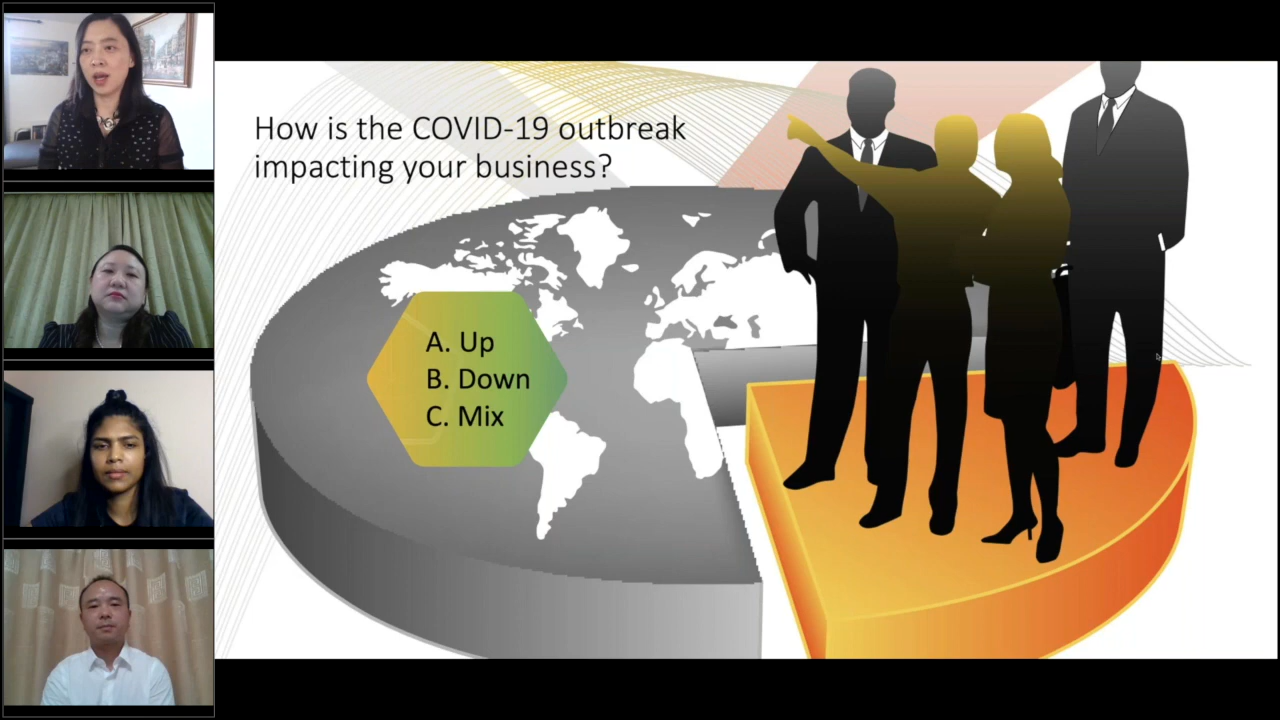 How is the COVID-19 outbreak
impacting your business?
A. Up
B. Down
C. Mix